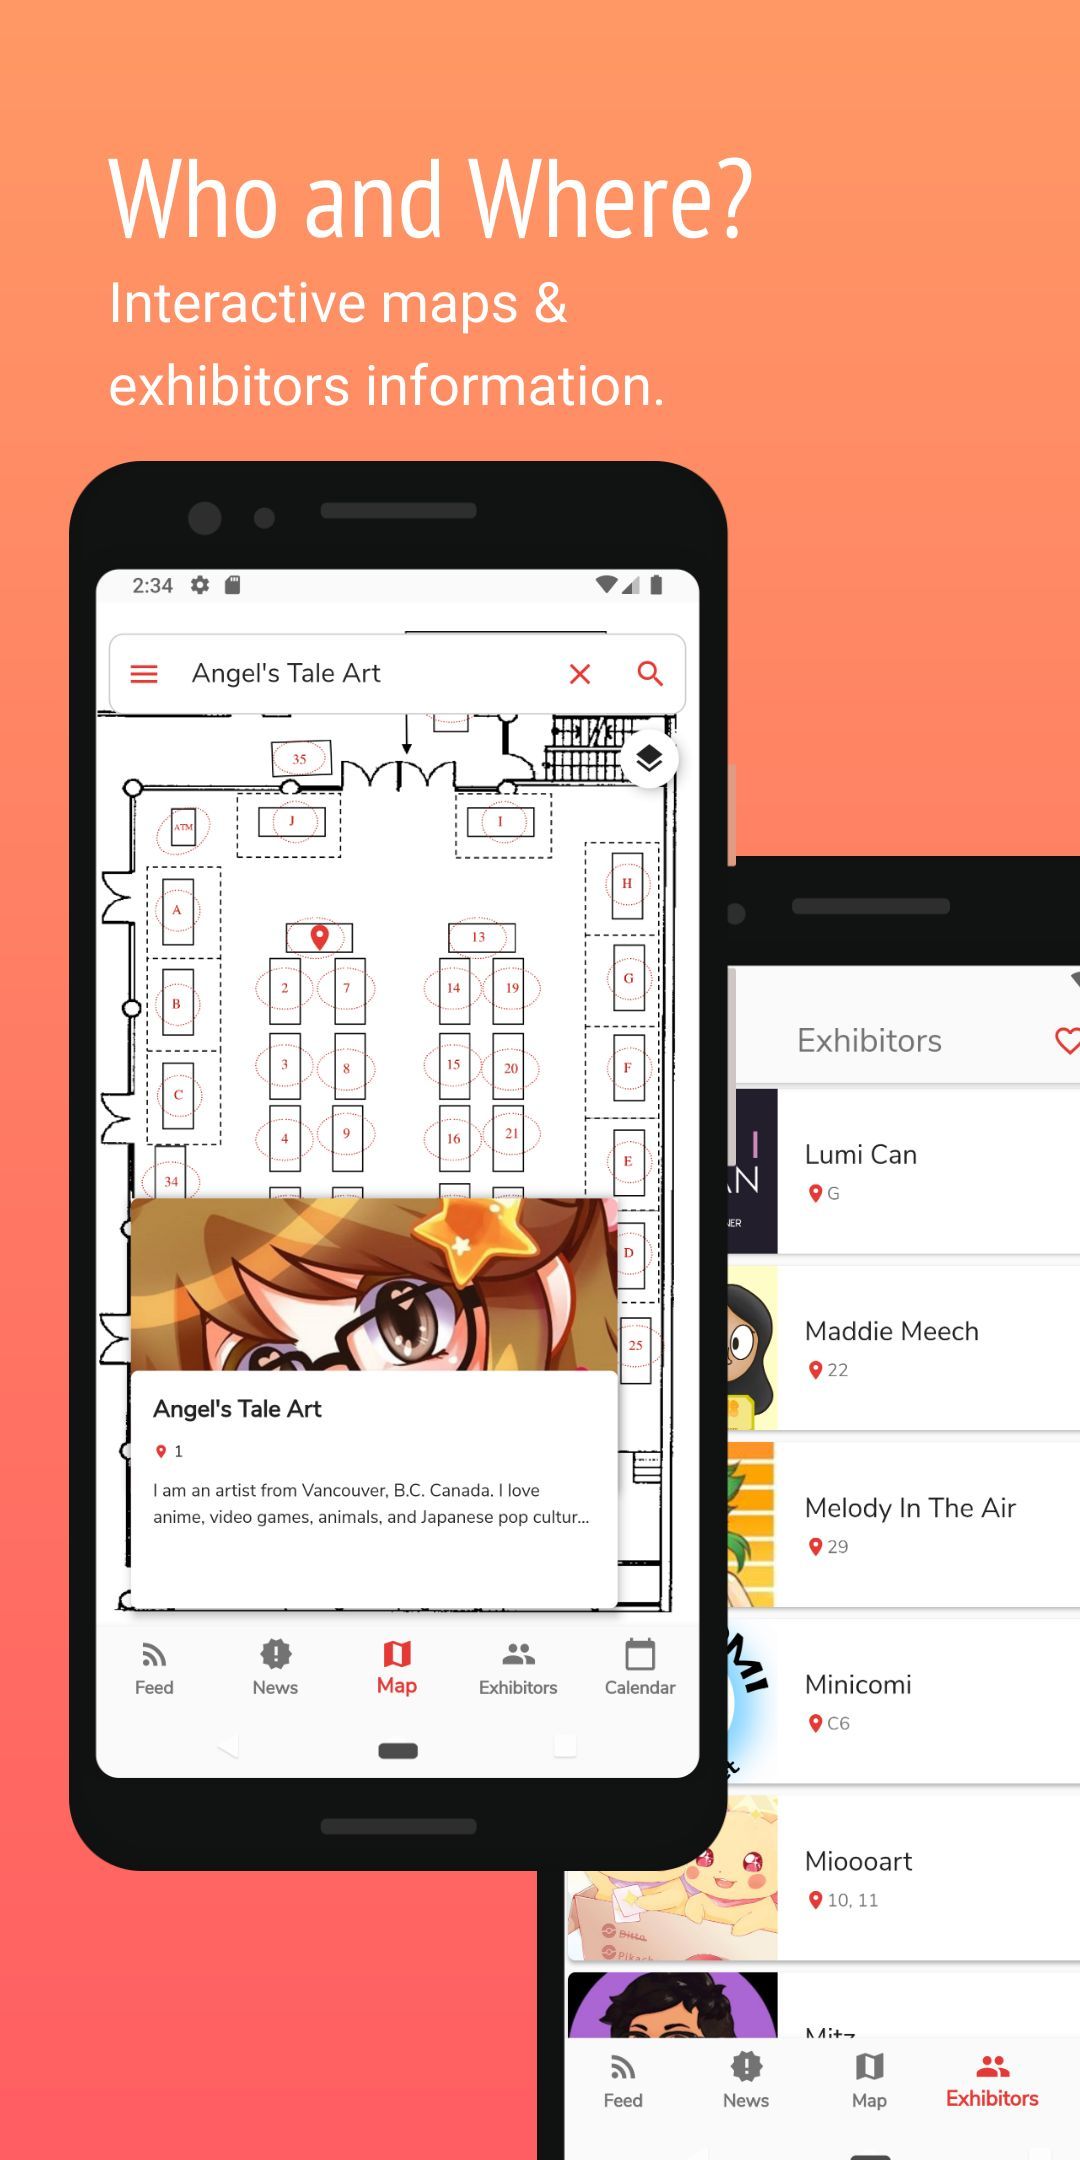 Who and Where?
Interactive maps &
exhibitors information.
2:34
Angel's Tale Art
35
ATM
J
I
A
H
13
B
2
7
14
19
G
C
3
8
15
20
F
4
9
16
21
E
34
D
25
Angel's Tale Art
1
I am an artist from Vancouver, B.C. Canada. I love
anime, video games, animals, and Japanese pop cultur...
Feed
News
Map
Exhibitors
Calendar
Exhibitors
Lumi Can
G
Maddie Meech
22
Melody In The Air
29
Minicomi
C6
Mioooart
10, 11
Ditto
Pikach
Mitz
Feed
News
Map
Exhibitors